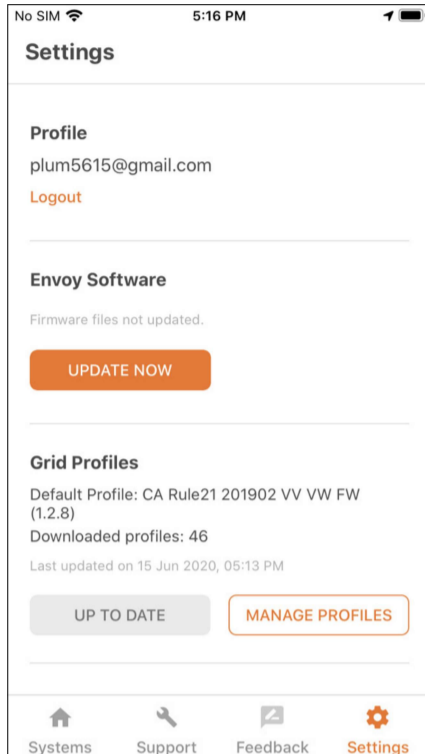 No SIM 5:16 PM
Settings
Profile
plum5615@gmail.com
Logout
Envoy Software
Firmware files not updated.
UPDATE NOW
Grid Profiles
Default Profile: CA Rule21 201902 VV VW FW
(1.2.8)
Downloaded profiles: 46
Last updated on 15 Jun 2020, 05:13 PM
UP TO DATE MANAGE PROFILES
Systems Support Feedback Settings